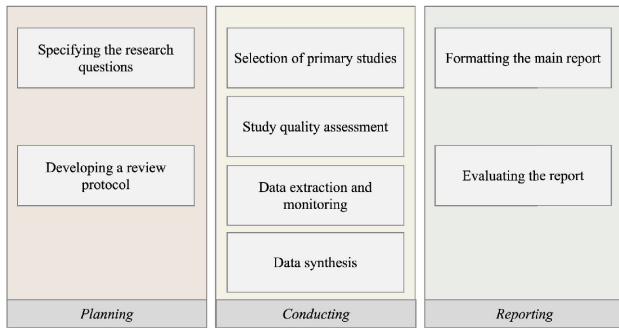 Specifying the research
questions
Developing a review
protocol
Planning
Selection of primary studies
Study quality assessment
Data extraction and
monitoring
Data synthesis
Conducting
Formatting the main report
Evaluating the report
Reporting